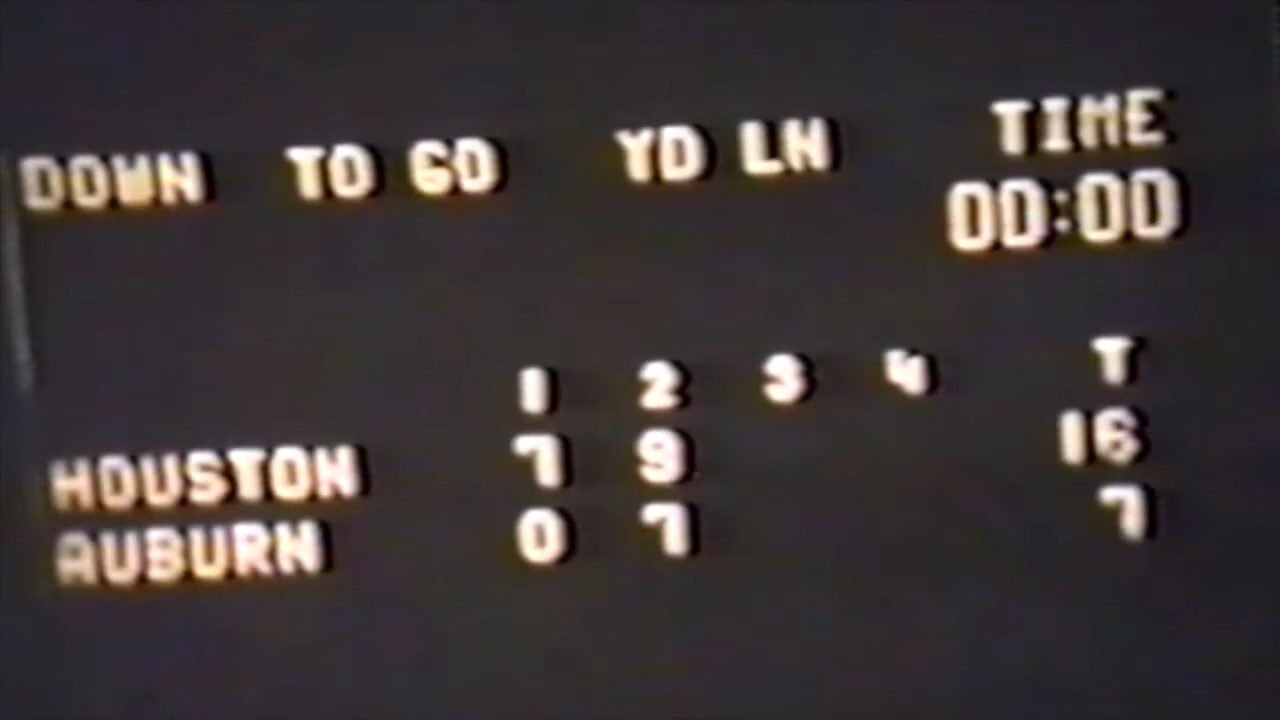 DOWN TO GO YD LN TIME
00:00
1 2 3 4 T
HOUSTON 7 9 16
AUBURN 0 7 7